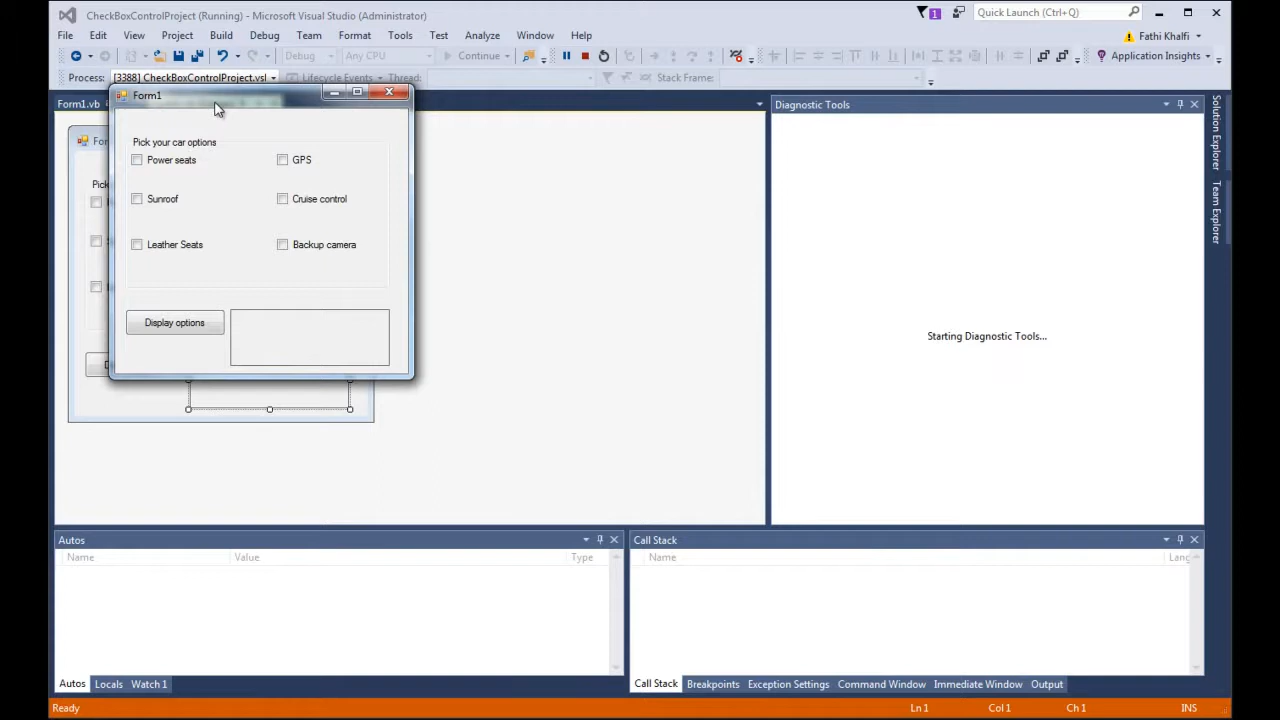 CheckBoxControlProject (Running) - Microsoft Visual Studio (Administrator)
1
Quick Launch (Ctrl+Q)
File Edit View Project Build Debug Team Format Tools Test Analyze Window Help
Fathi Khalfi
Debug Any CPU Continue Application Insights
Process: [3388] CheckBoxControlProject.vsl Lifecycle Events Thread: Stack Frame:
Form1.vb
Form1
Pick your car options
Power seats
GPS
Sunroof
Cruise control
Leather Seats
Backup camera
Display options
Diagnostic Tools
Starting Diagnostic Tools...
Solution Explorer
Team Explorer
Autos
Name Value Type
Call Stack
Name Lang
Autos Locals Watch 1
Call Stack Breakpoints Exception Settings Command Window Immediate Window Output
Ready Ln 1 Col 1 Ch 1 INS